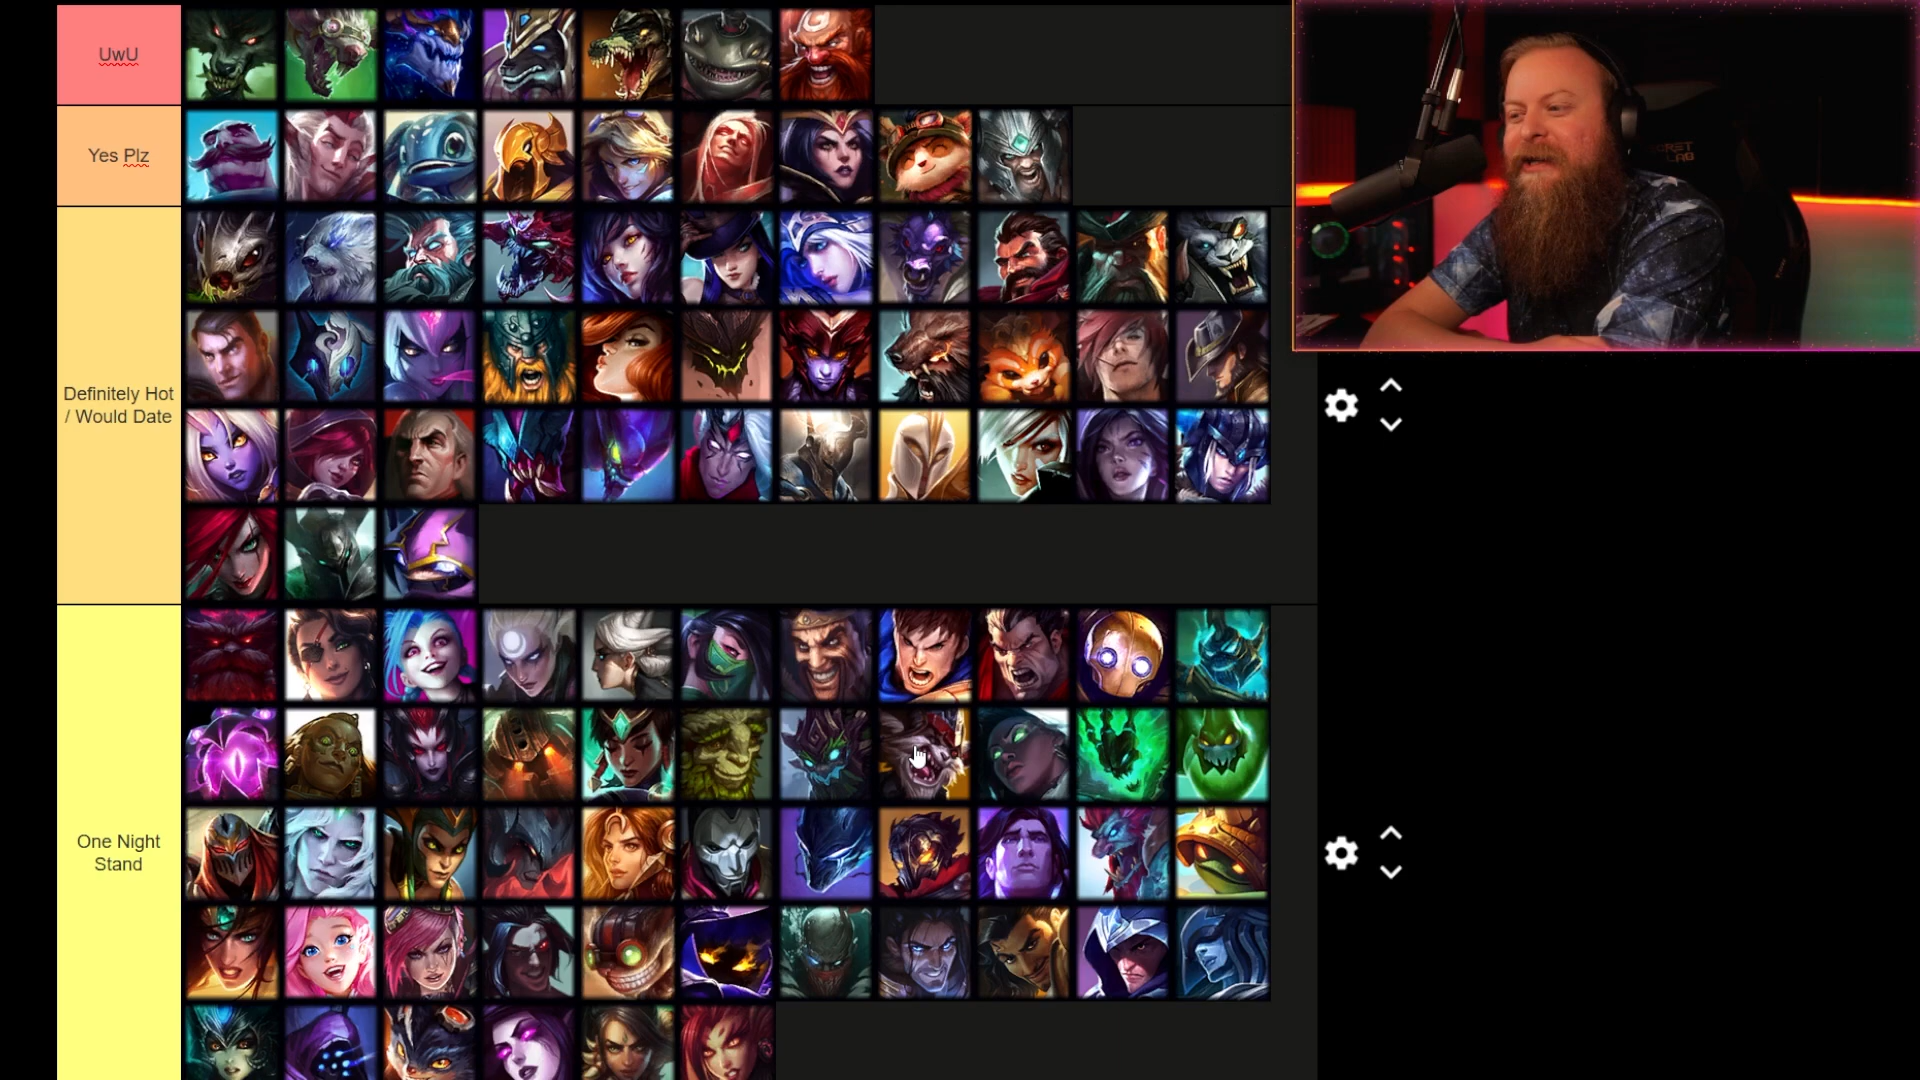 UwU
Yes Plz
Definitely Hot
/ Would Date
One Night
Stand